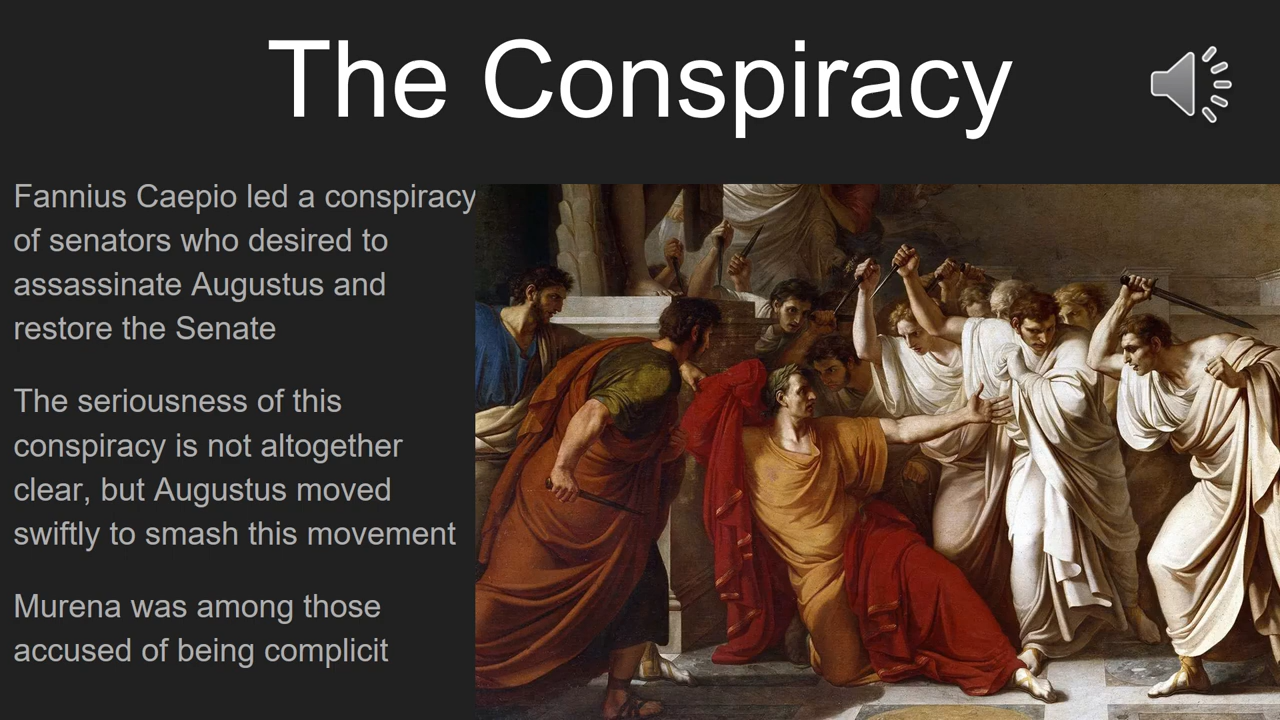 The Conspiracy
Fannius Caepio led a conspiracy
of senators who desired to
assassinate Augustus and
restore the Senate
The seriousness of this
conspiracy is not altogether
clear, but Augustus moved
swiftly to smash this movement
Murena was among those
accused of being complicit